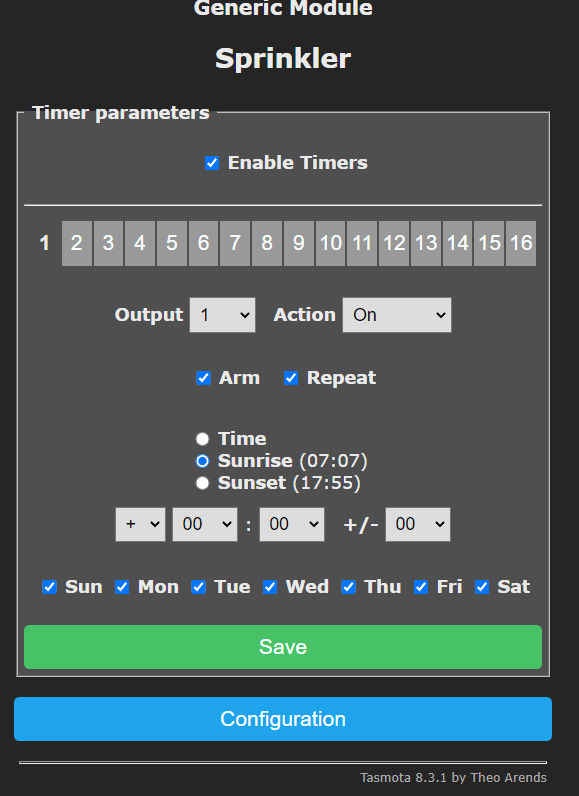 Generic Module
Sprinkler
Timer parameters
Enable Timers
1 2 3 4 5 6 7 8 9 10 11 12 13 14 15 16
Output 1 Action On
Arm Repeat
Time
Sunrise (07:07)
Sunset (17:55)
+ 00 : 00 +/- 00
Sun Mon Tue Wed Thu Fri Sat
Save
Configuration
Tasmota 8.3.1 by Theo Arends